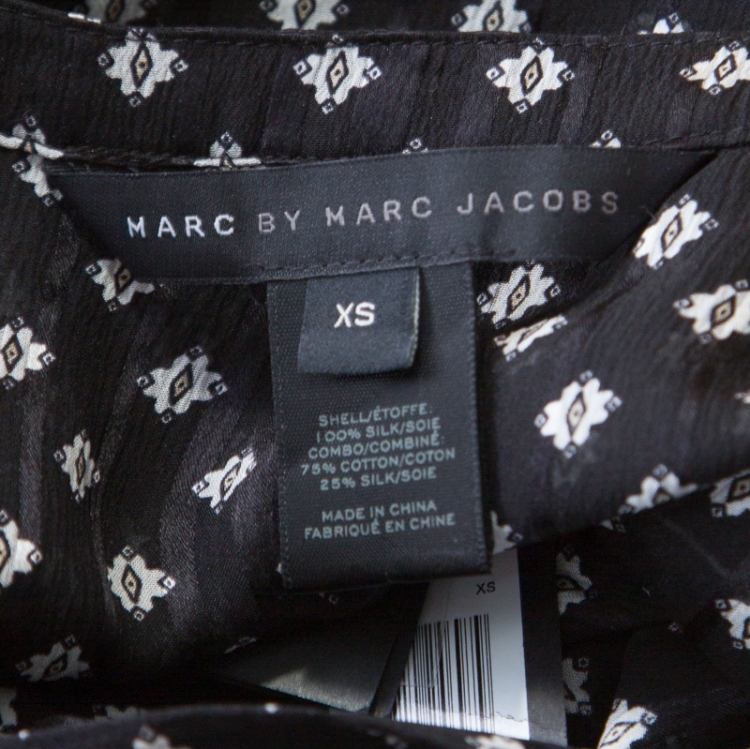 MARC BY MARC JACOBS
XS
SHELL/ÉTOFFE:
100% SILK/SOIE
COMBO/COMBINÉ:
75% COTTON/COTON
25% SILK/SOIE
MADE IN CHINA
FABRIQUÉ EN CHINE
XS